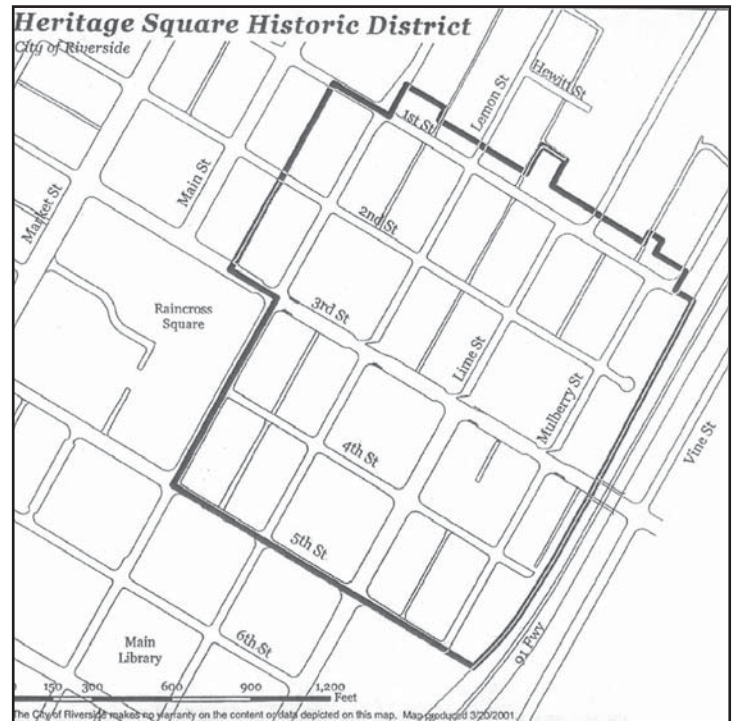 Heritage Square Historic District
City of Riverside
Hewitt St
Lemon St
1st St
Main St
Market St
2nd St
Raincross
Square
3rd St
Lime St
Mulberry St
Vine St
4th St
5th St
91 Fwy
6th St
Main
Library
0 150 300 600 900 1,200
Feet
The City of Riverside makes no warranty on the content or data depicted on this map. Map produced 3/20/2001